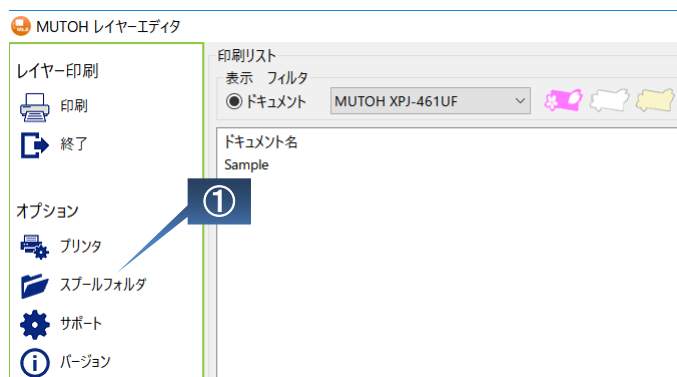 MUTOH レイヤーエディタ
レイヤー印刷
印刷
終了
オプション
プリンタ
スプールフォルダ
サポート
バージョン
印刷リスト
表示 フィルタ
ドキュメント MUTOH XPJ-461UF
ドキュメント名
Sample
①